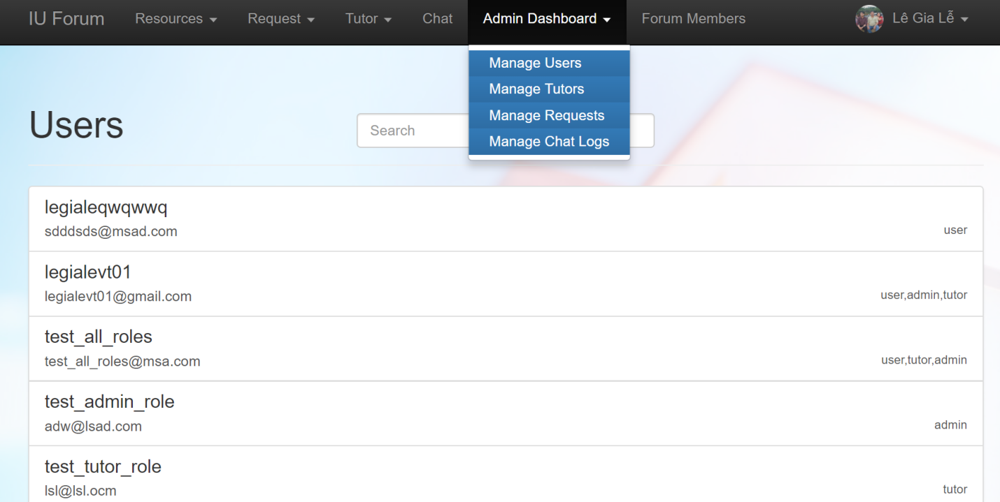 IU Forum Resources Request Tutor Chat Admin Dashboard Forum Members Lê Gia Lễ
Manage Users
Manage Tutors
Manage Requests
Manage Chat Logs
Users
Search
legialeqwqwwq
sdddsds@msad.com
user
legialevt01
legialevt01@gmail.com
user,admin,tutor
test_all_roles
test_all_roles@msa.com
user,tutor,admin
test_admin_role
adw@lsad.com
admin
test_tutor_role
lsl@lsl.ocm
tutor